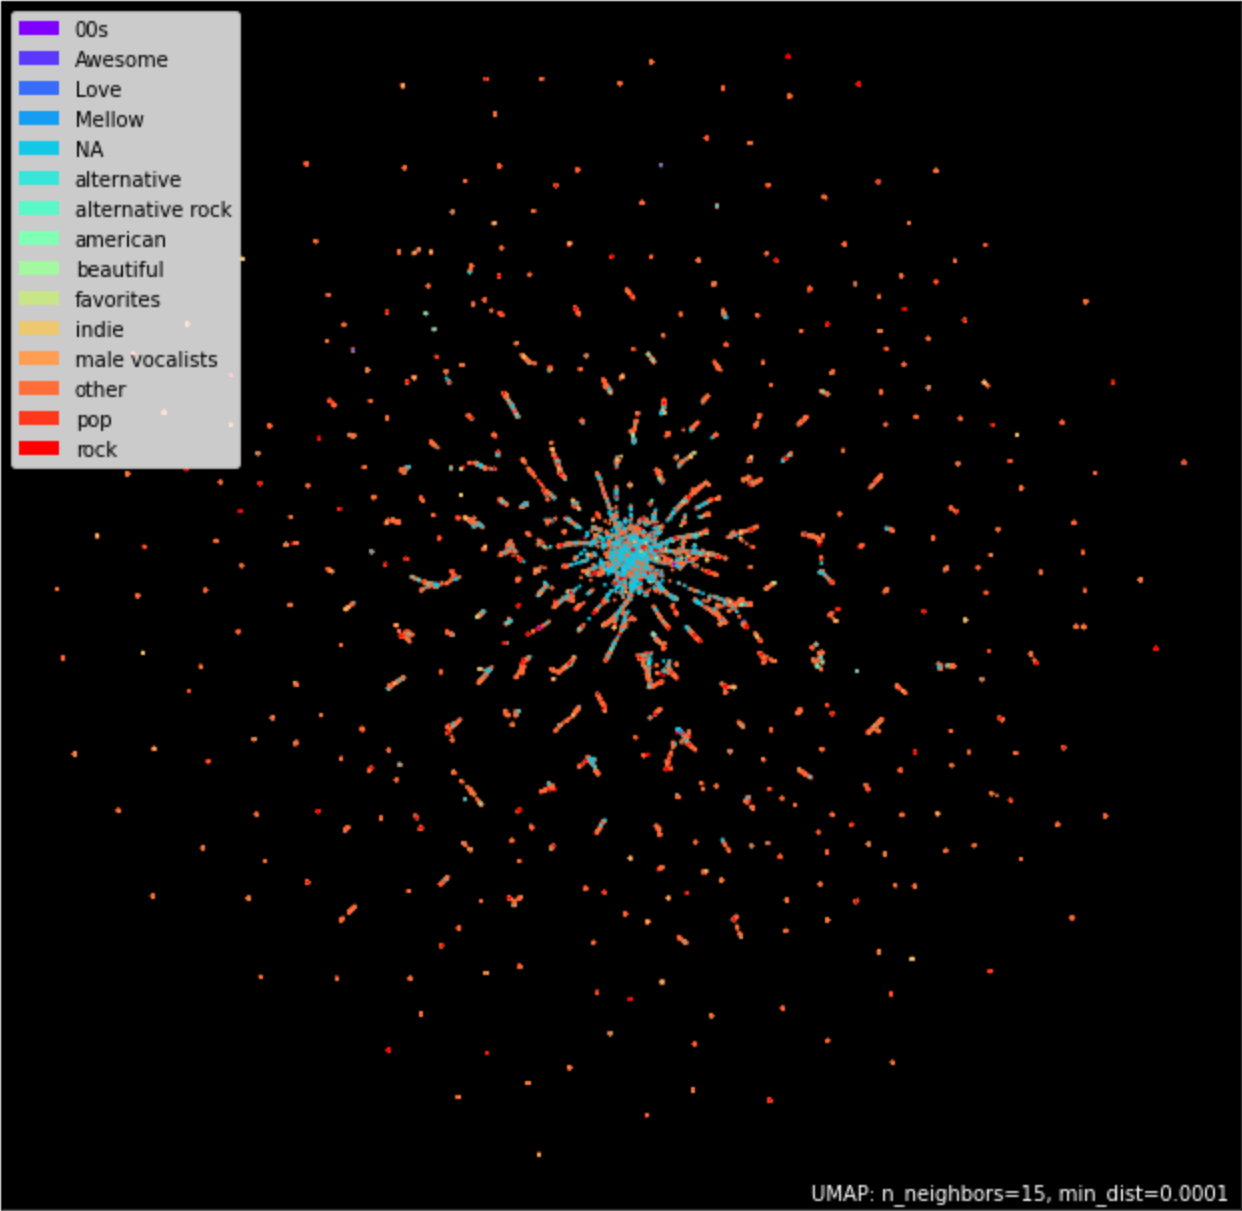 00s
Awesome
Love
Mellow
NA
alternative
alternative rock
american
beautiful
favorites
indie
male vocalists
other
pop
rock
UMAP: n_neighbors=15, min_dist=0.0001